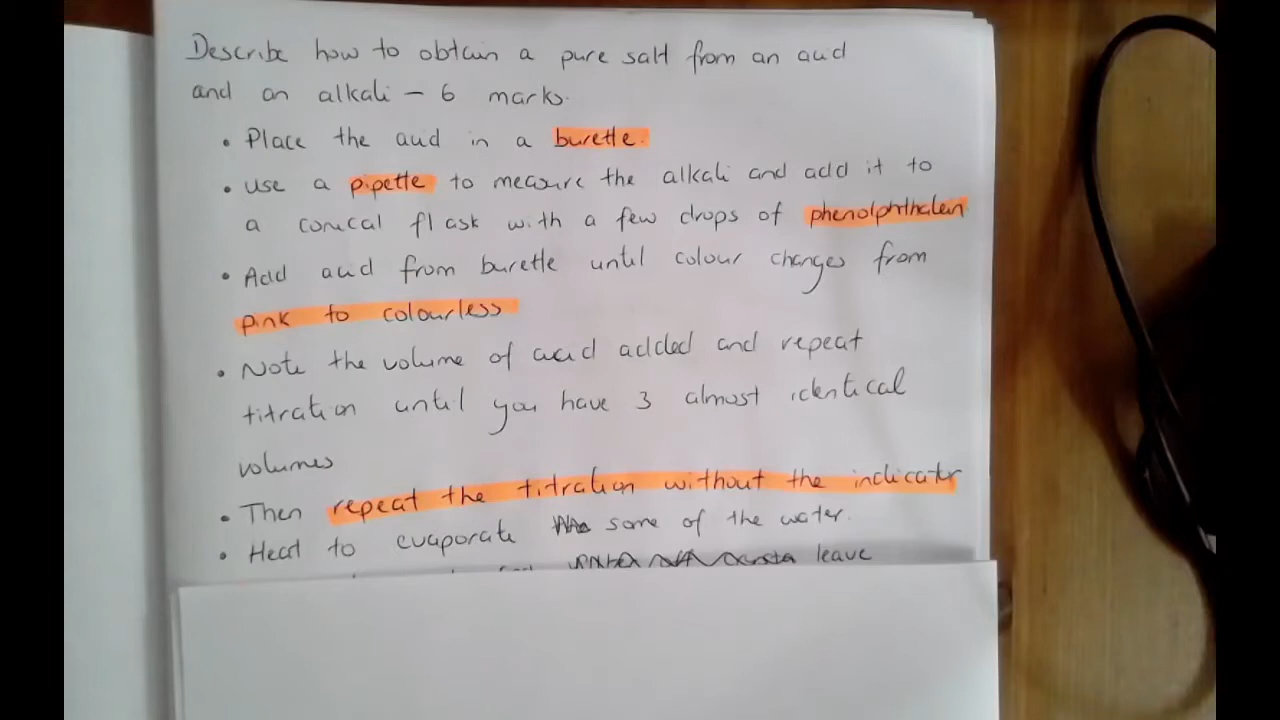 Describe how to obtain a pure salt from an acid
and an alkali – 6 marks.
• Place the acid in a burette.
• Use a pipette to measure the alkali and add it to
a conical flask with a few drops of phenolphthalein
• Add acid from burette until colour changes from
pink to colourless
• Note the volume of acid added and repeat
titration until you have 3 almost identical
volumes
• Then repeat the titration without the indicator
• Heat to evaporate some of the water.
leave